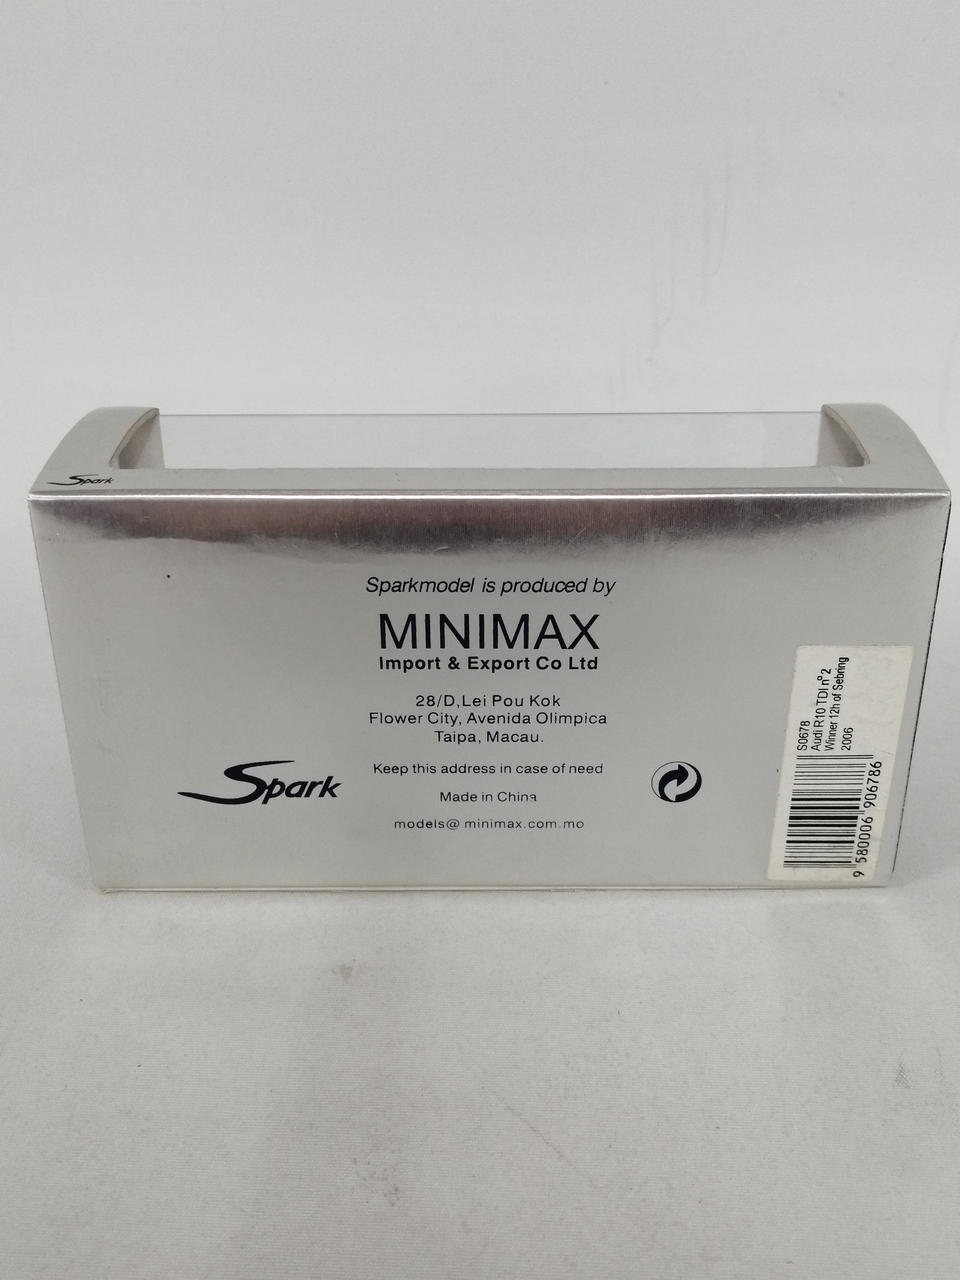 Spark
Sparkmodel is produced by
MINIMAX
Import & Export Co Ltd
28/D,Lei Pou Kok
Flower City, Avenida Olimpica
Taipa, Macau.
Keep this address in case of need
Made in China
models@ minimax.com.mo
Spark
S0678
Audi R10 TDI nº2
Winner 12h of Sebring
2006
9 580006 906786